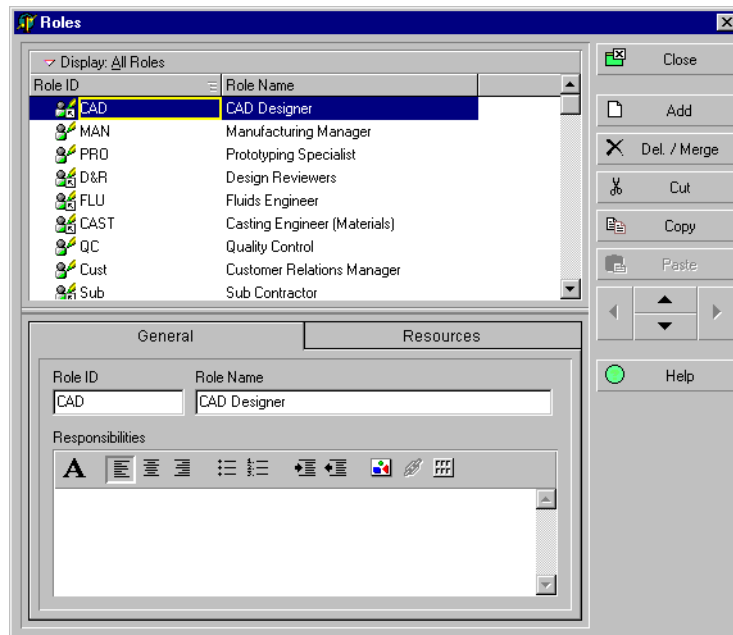 Roles
Display: All Roles
Role ID Role Name
CAD CAD Designer
MAN Manufacturing Manager
PRO Prototyping Specialist
D&R Design Reviewers
FLU Fluids Engineer
CAST Casting Engineer (Materials)
QC Quality Control
Cust Customer Relations Manager
Sub Sub Contractor
Close
Add
Del. / Merge
Cut
Copy
Paste
Help
General Resources
Role ID Role Name
CAD CAD Designer
Responsibilities
A